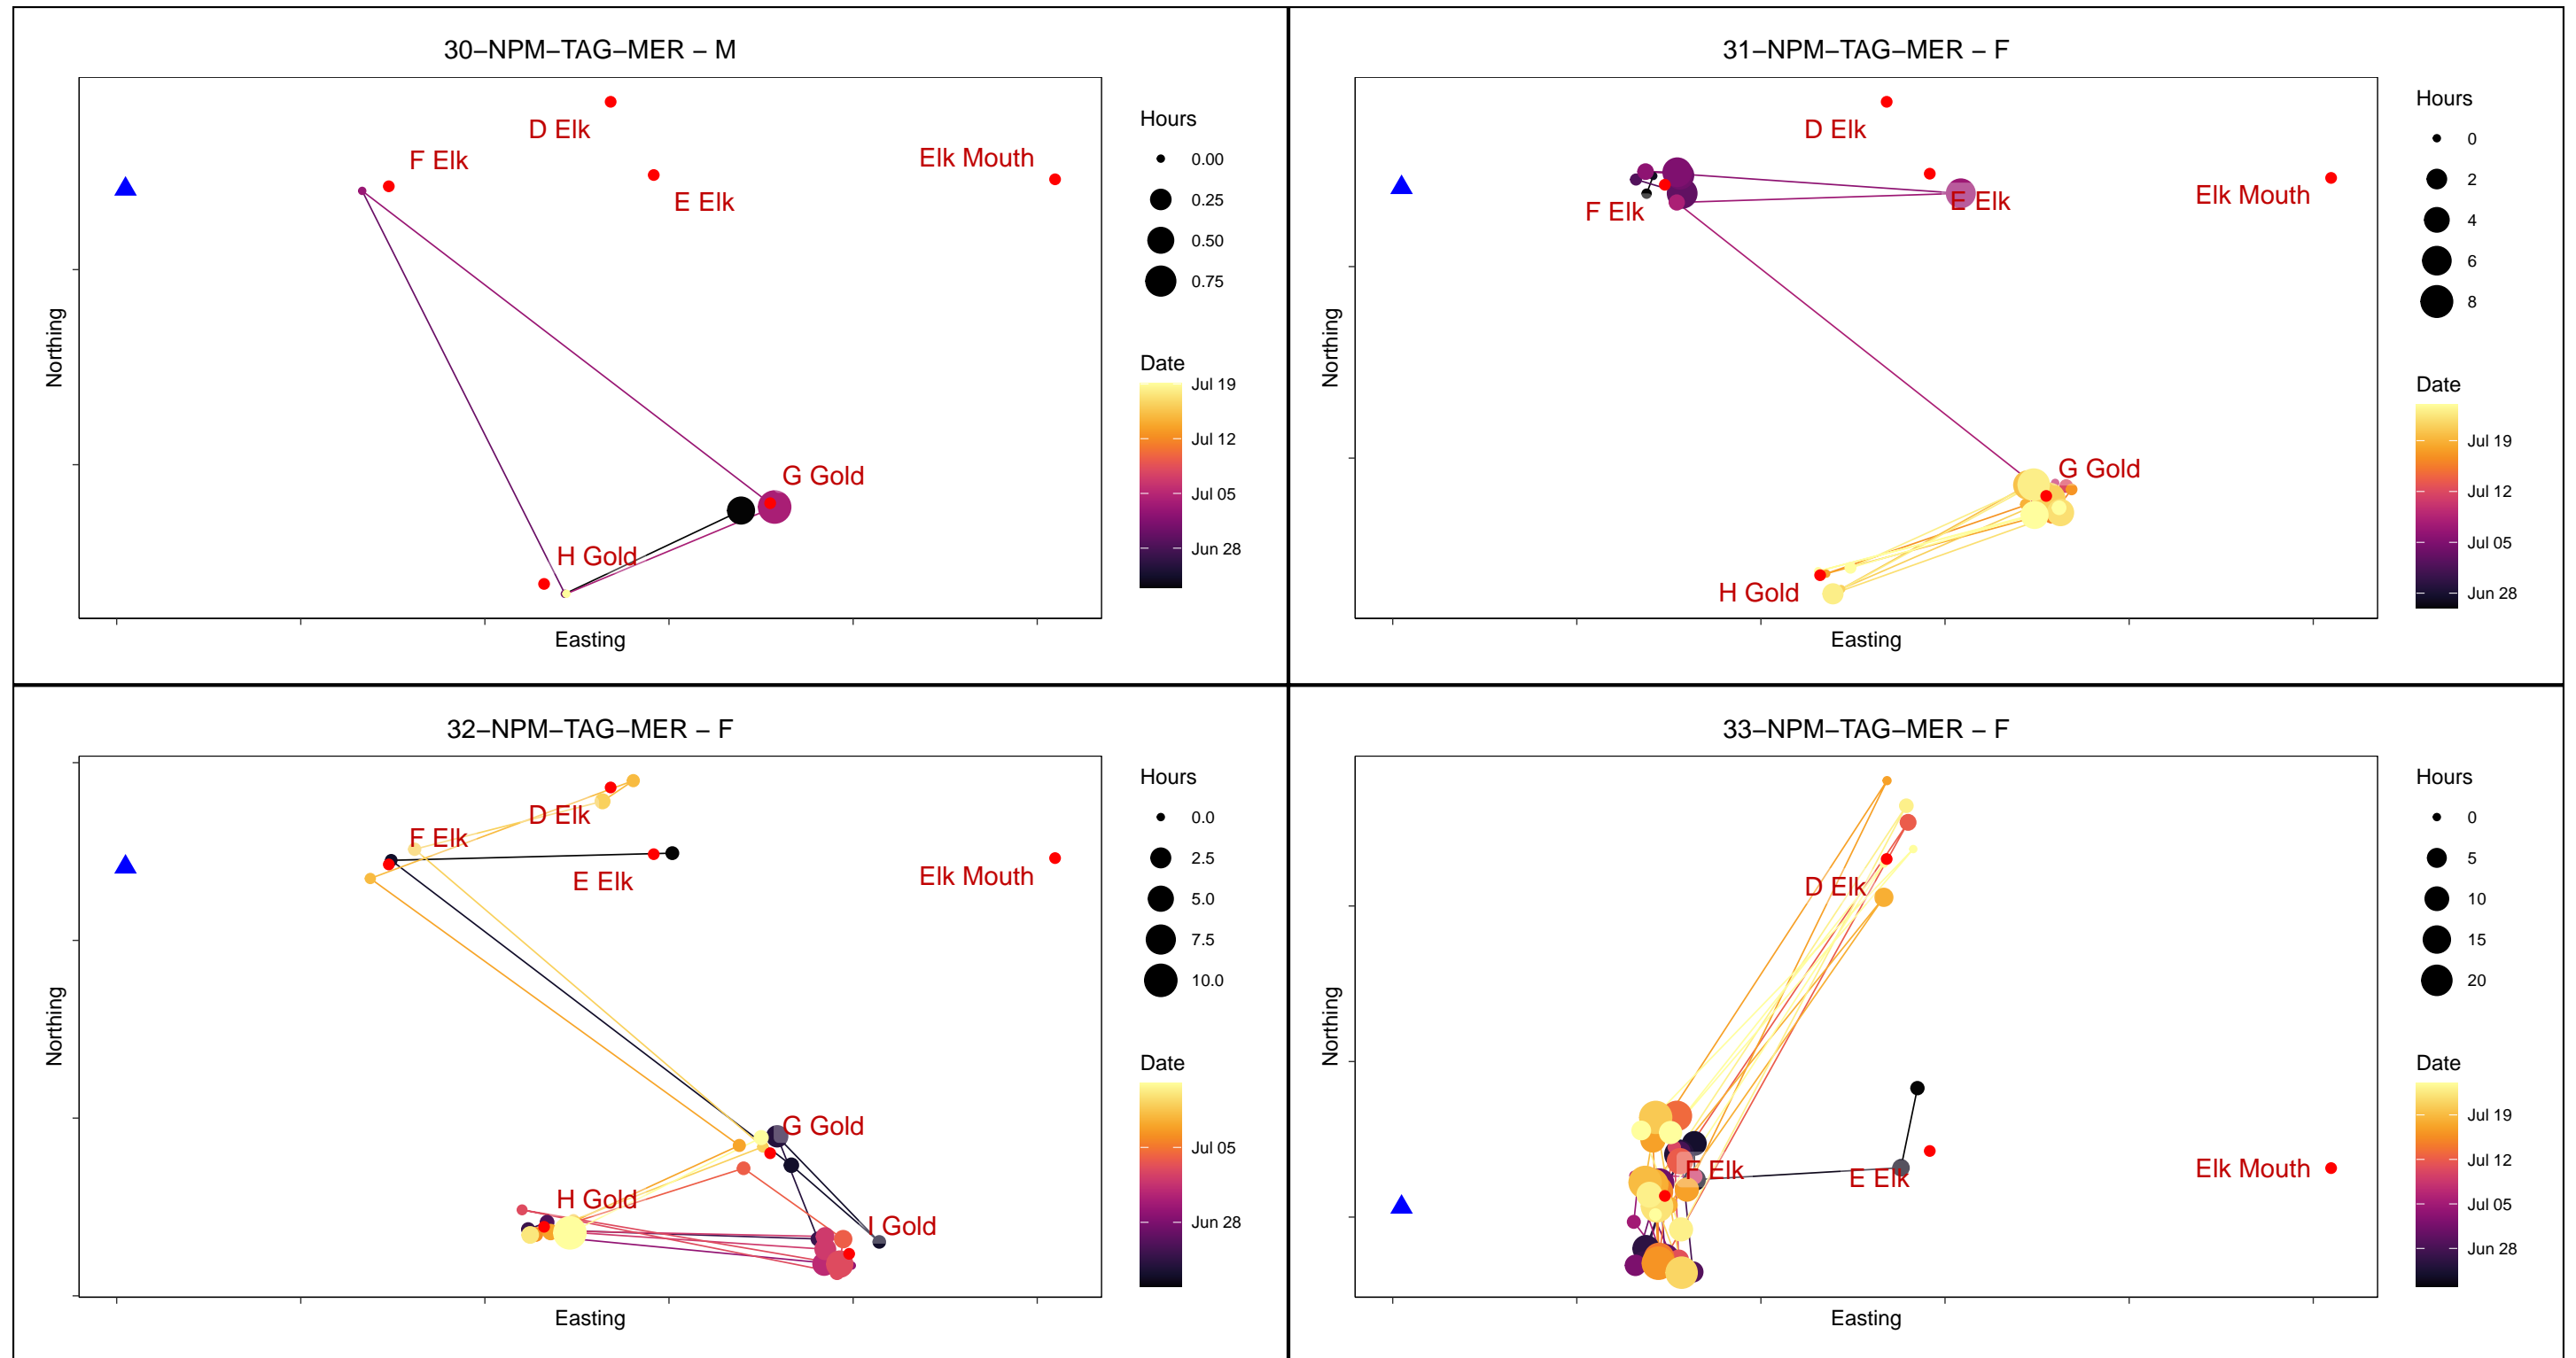 30−NPM−TAG−MER − M
D Elk
F Elk
Elk Mouth
E Elk
G Gold
H Gold
Northing
Easting
Hours
0.00
0.25
0.50
0.75
Date
Jul 19
Jul 12
Jul 05
Jun 28
31−NPM−TAG−MER − F
D Elk
E Elk
Elk Mouth
F Elk
G Gold
H Gold
Northing
Easting
Hours
0
2
4
6
8
Date
Jul 19
Jul 12
Jul 05
Jun 28
32−NPM−TAG−MER − F
D Elk
F Elk
E Elk
Elk Mouth
G Gold
H Gold
I Gold
Northing
Easting
Hours
0.0
2.5
5.0
7.5
10.0
Date
Jul 05
Jun 28
33−NPM−TAG−MER − F
D Elk
F Elk
E Elk
Elk Mouth
Northing
Easting
Hours
0
5
10
15
20
Date
Jul 19
Jul 12
Jul 05
Jun 28